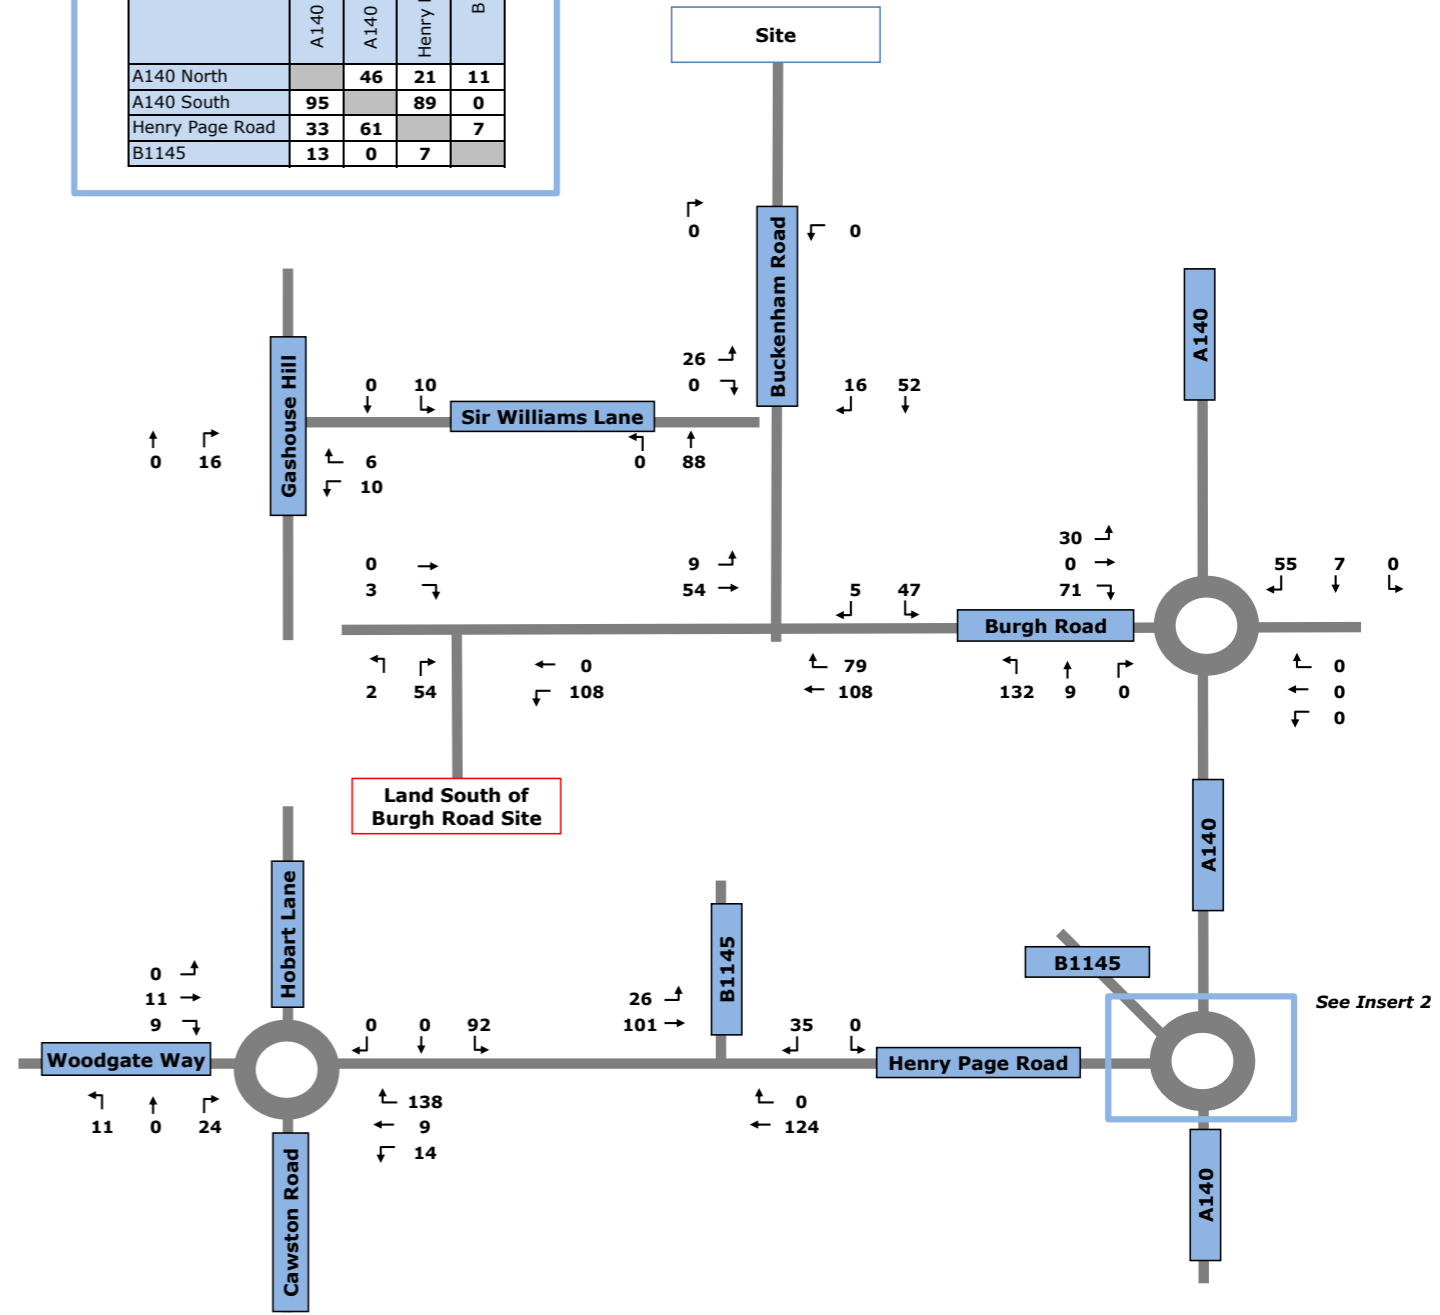 A140
A140
Henry
B
A140 North 46 21 11
A140 South 95 89 0
Henry Page Road 33 61 7
B1145 13 0 7
Site
0
0
Buckenham Road
A140
Gashouse Hill
26
0
16 52
0 10
Sir Williams Lane
0 16
6
10
0 88
30
0
71
0
3
9
54
5 47
Burgh Road
55 7 0
2 54
0
108
79
108
132 9 0
0
0
0
Land South of
Burgh Road Site
A140
Hobart Lane
B1145
B1145
See Insert 2
0
11
9
0 0 92
26
101
35 0
Woodgate Way
Henry Page Road
11 0 24
138
9
14
0
124
Cawston Road
A140